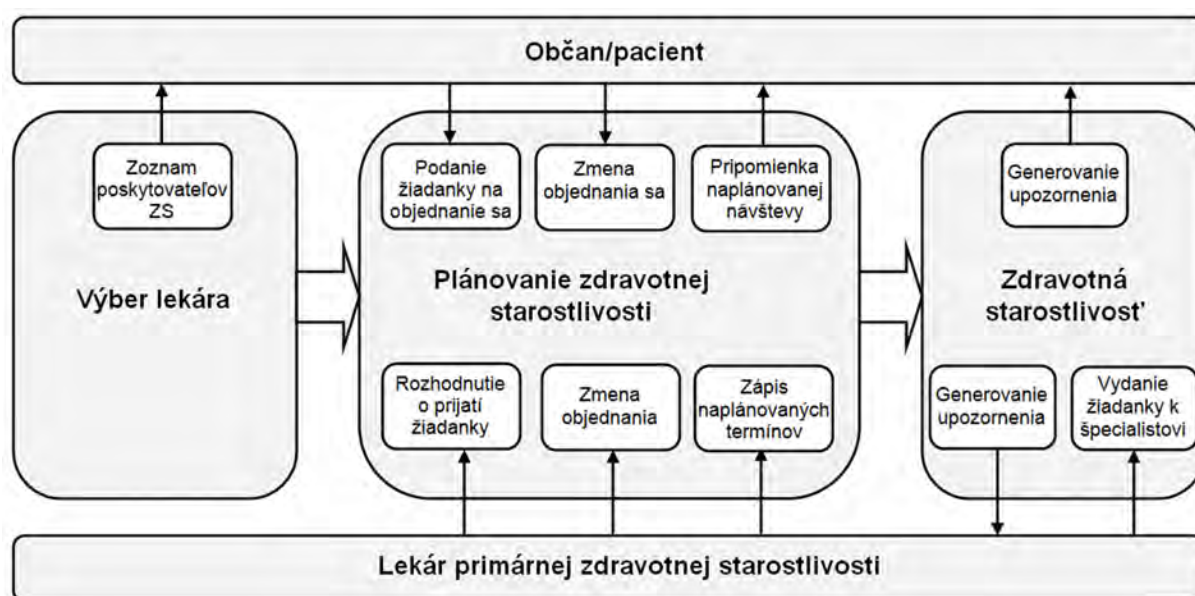 Občan/pacient
Zoznam
poskytovateľov
ZS
Výber lekára
Podanie
žiadanky na
objednanie sa
Zmena
objednania sa
Pripomienka
naplánovanej
návštevy
Plánovanie zdravotnej
starostlivosti
Rozhodnutie
o prijatí
žiadanky
Zmena
objednania
Zápis
naplánovaných
termínov
Generovanie
upozornenia
Zdravotná
starostlivosť
Generovanie
upozornenia
Vydanie
žiadanky k
špecialistovi
Lekár primárnej zdravotnej starostlivosti